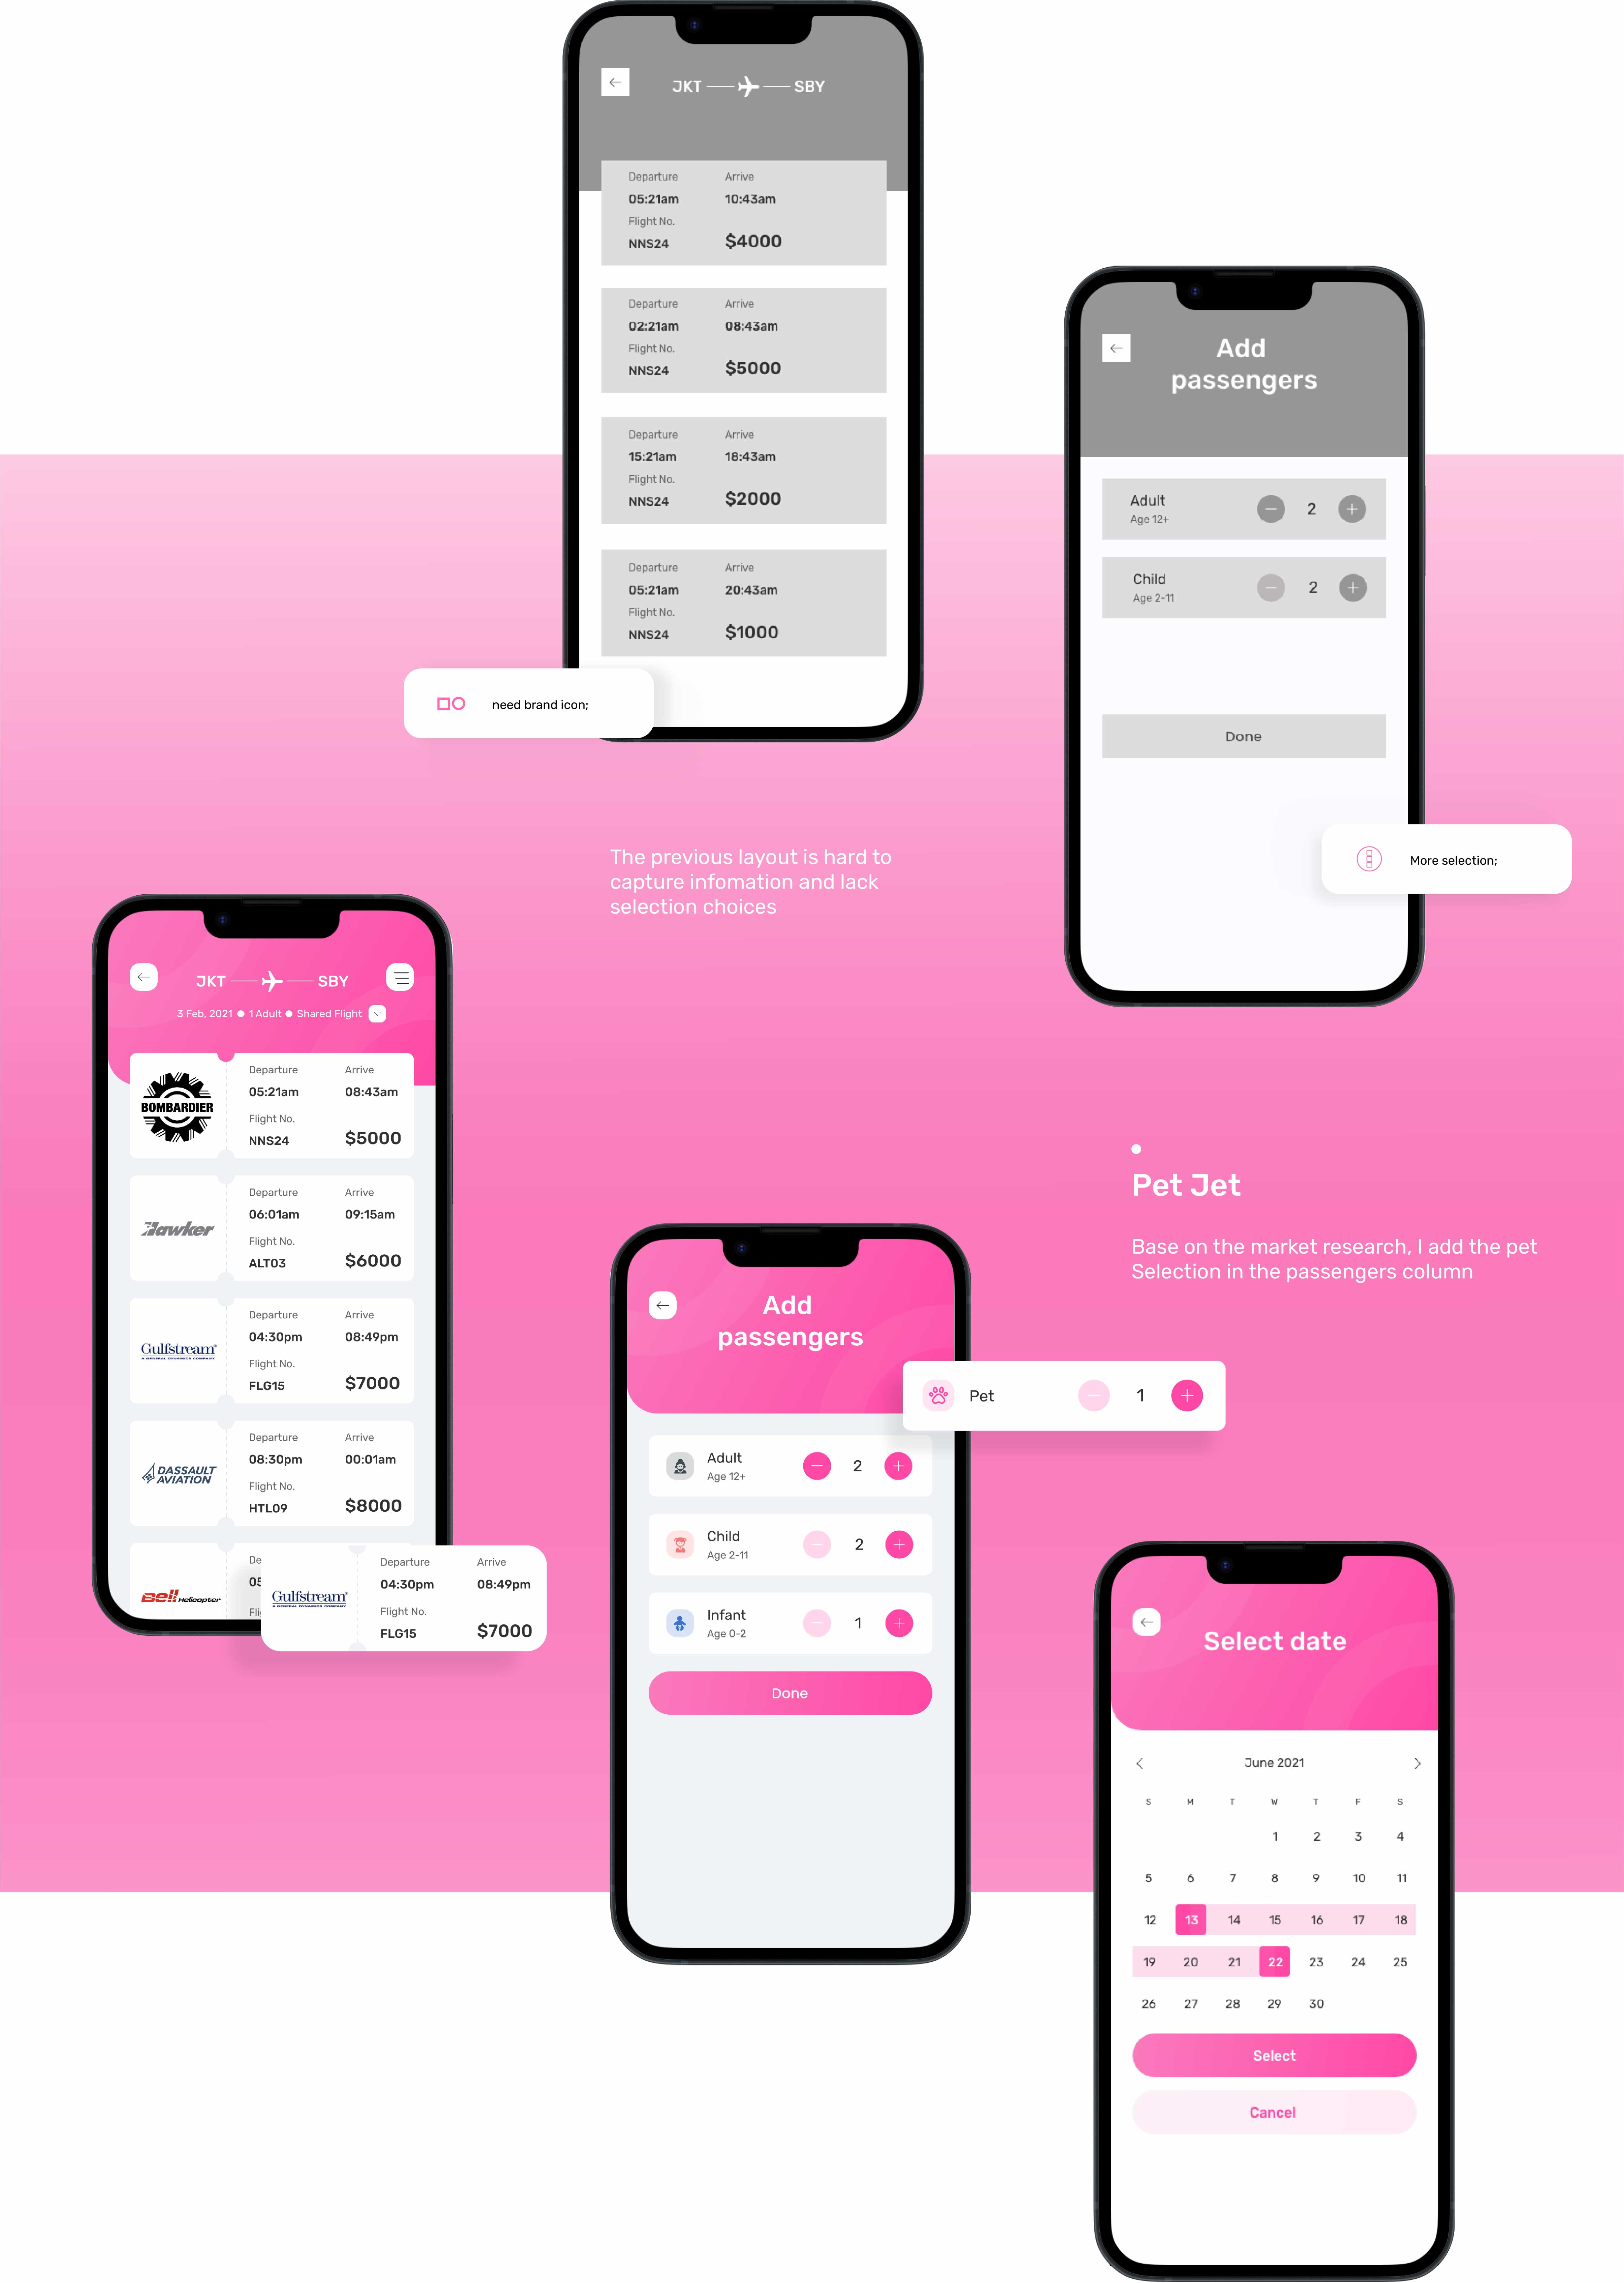 JKT SBY
Departure Arrive
05:21am 10:43am
Flight No.
NNS24 $4000
Departure Arrive
02:21am 08:43am
Flight No.
NNS24 $5000
Departure Arrive
15:21am 18:43am
Flight No.
NNS24 $2000
Departure Arrive
05:21am 20:43am
Flight No.
NNS24 $1000
need brand icon;
Add
passengers
Adult
Age 12+
2
Child
Age 2-11
2
Done
More selection;
The previous layout is hard to
capture infomation and lack
selection choices
JKT SBY
3 Feb, 2021 1 Adult Shared Flight
BOMBARDIER
Departure Arrive
05:21am 08:43am
Flight No.
NNS24 $5000
Hawker
Departure Arrive
06:01am 09:15am
Flight No.
ALT03 $6000
Gulfstream
A GENERAL DYNAMICS COMPANY
Departure Arrive
04:30pm 08:49pm
Flight No.
FLG15 $7000
DASSAULT
AVIATION
Departure Arrive
08:30pm 00:01am
Flight No.
HTL09 $8000
Bell Helicopter
De
05
Fli
Gulfstream
A GENERAL DYNAMICS COMPANY
Departure Arrive
04:30pm 08:49pm
Flight No.
FLG15 $7000
Pet Jet
Base on the market research, I add the pet
Selection in the passengers column
Add
passengers
Pet 1
Adult
Age 12+
2
Child
Age 2-11
2
Infant
Age 0-2
1
Done
Select date
June 2021
S M T W T F S
1 2 3 4
5 6 7 8 9 10 11
12 13 14 15 16 17 18
19 20 21 22 23 24 25
26 27 28 29 30
Select
Cancel